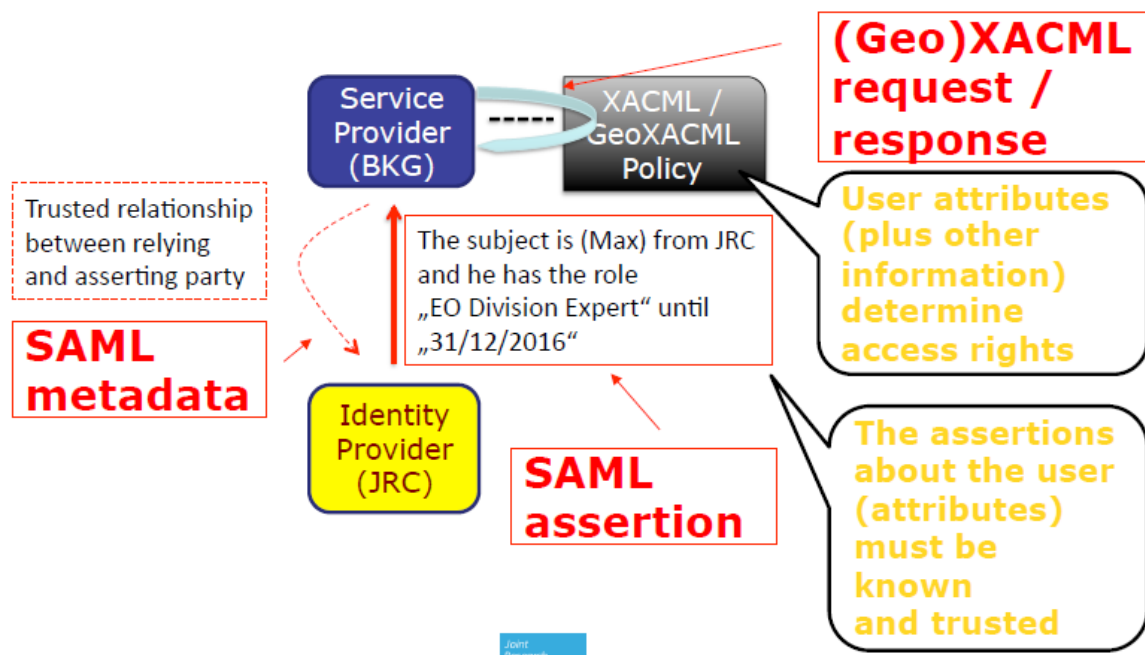 (Geo)XACML
request /
response
Service
Provider
(BKG)
XACML /
GeoXACML
Policy
User attributes
(plus other
information)
determine
access rights
Trusted relationship
between relying
and asserting party
The subject is (Max) from JRC
and he has the role
„EO Division Expert“ until
„31/12/2016“
SAML
metadata
Identity
Provider
(JRC)
SAML
assertion
The assertions
about the user
(attributes)
must be
known
and trusted
Joint